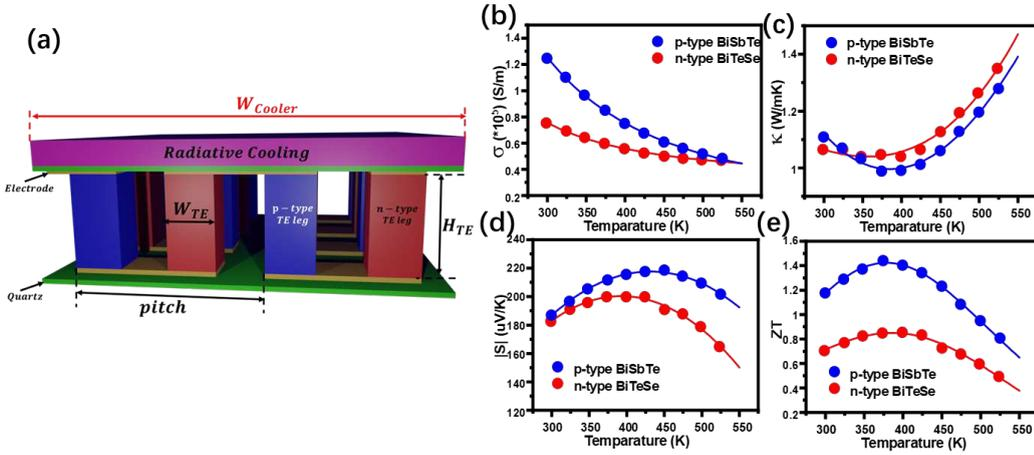 (a)
W_Cooler
Radiative Cooling
Electrode
W_TE
p-type
TE leg
n-type
TE leg
H_TE
Quartz
pitch
(b)
p-type BiSbTe
n-type BiTeSe
σ (*10⁵) (S/m)
1.4
1.2
1.0
0.8
0.6
0.4
0.2
300 350 400 450 500 550
Temparature (K)
(c)
p-type BiSbTe
n-type BiTeSe
κ (W/mK)
1.4
1.2
1
300 350 400 450 500 550
Temparature (K)
(d)
|S| (uV/K)
240
220
200
180
160
140
120
p-type BiSbTe
n-type BiTeSe
300 350 400 450 500 550
Temparature (K)
(e)
ZT
1.6
1.4
1.2
1.0
0.8
0.6
0.4
0.2
p-type BiSbTe
n-type BiTeSe
300 350 400 450 500 550
Temparature (K)